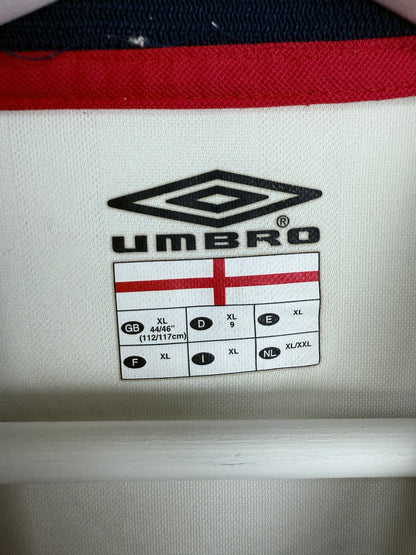 UMBRO®
GB XL
44/46"
(112/117cm)
D XL
9
E XL
F XL
I XL
NL XL/XXL